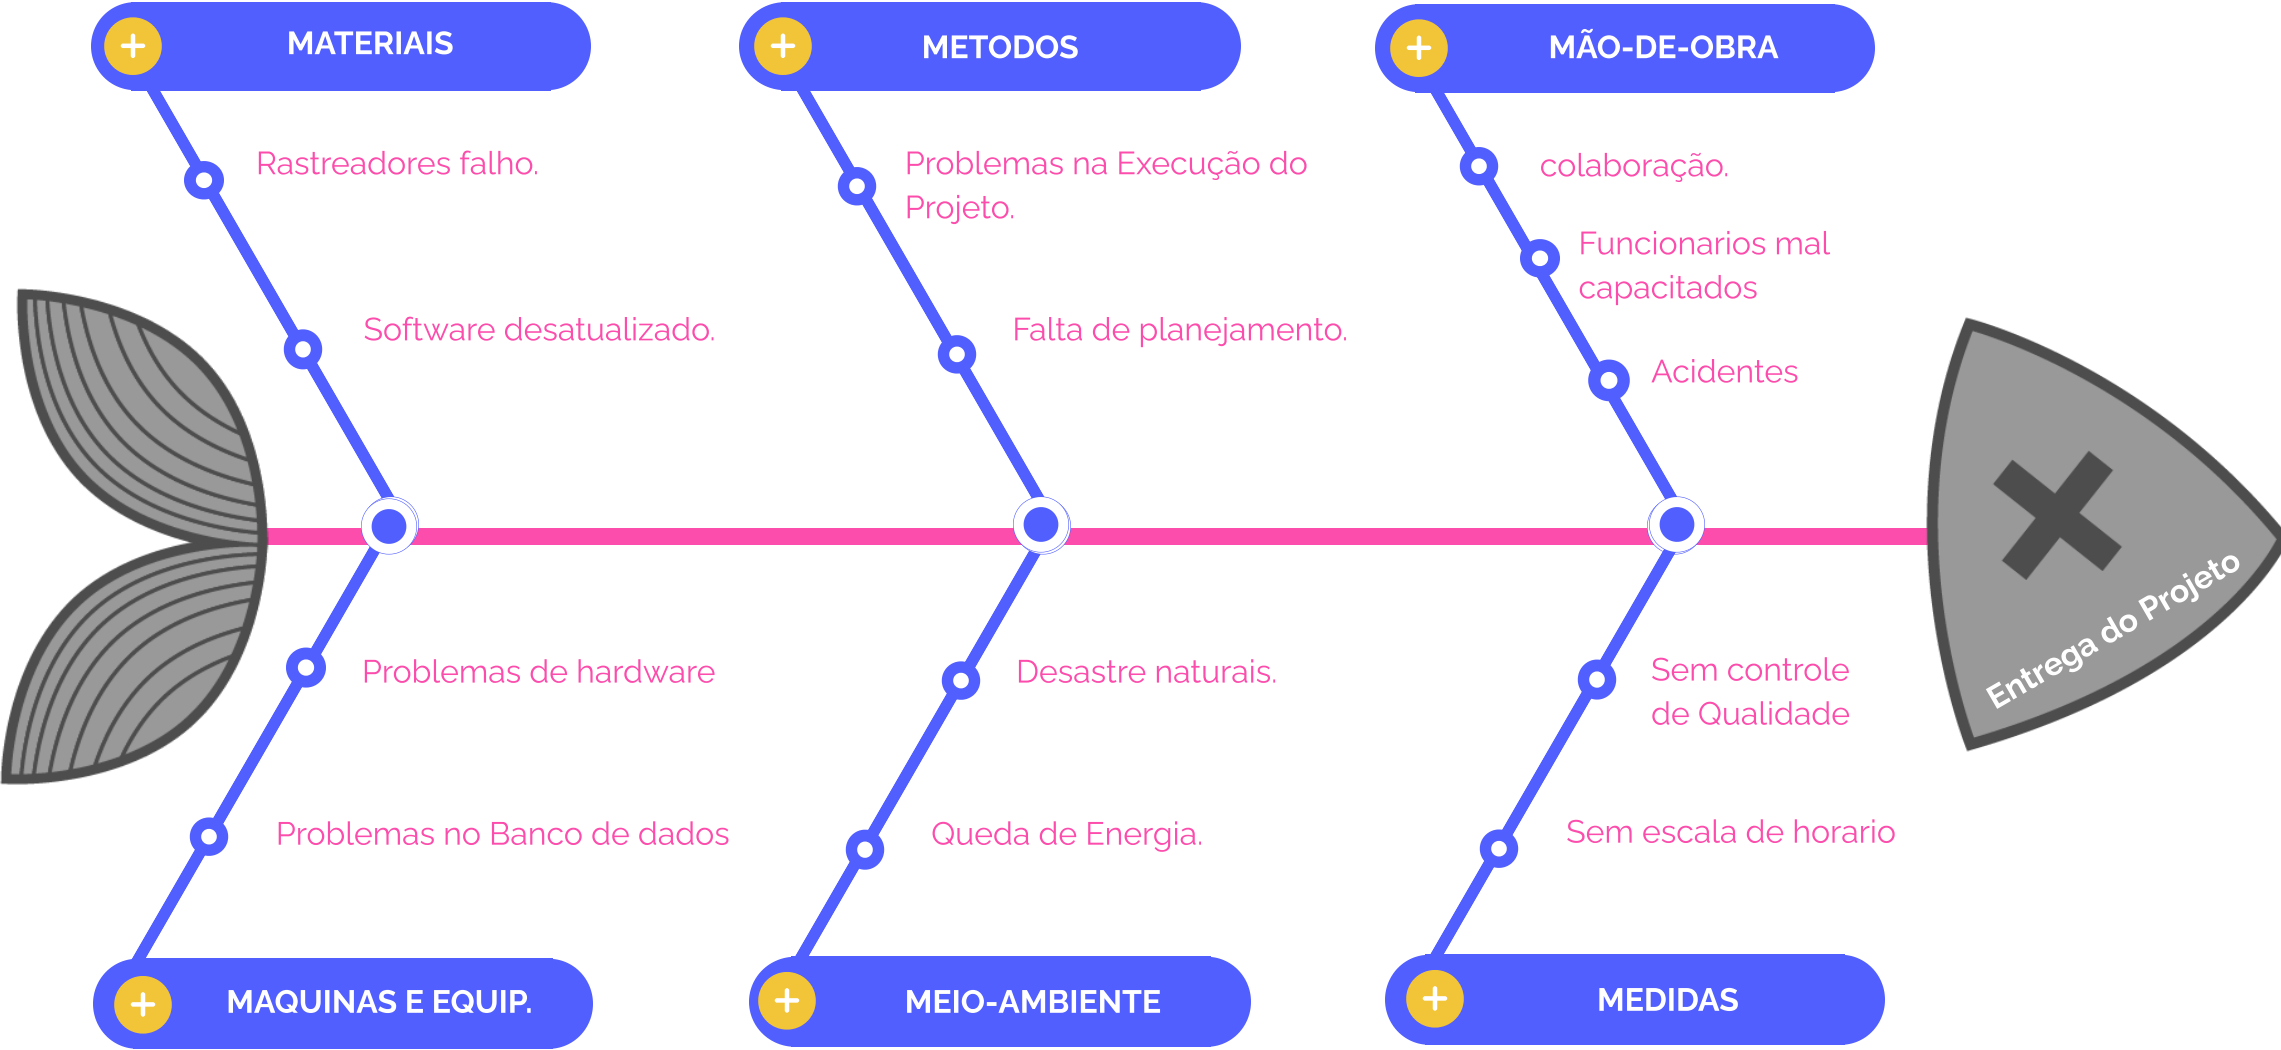 MATERIAIS
METODOS
MÃO-DE-OBRA
Rastreadores falho.
Problemas na Execução do
Projeto.
colaboração.
Funcionarios mal
capacitados
Software desatualizado.
Falta de planejamento.
Acidentes
Entrega do Projeto
Problemas de hardware
Desastre naturais.
Sem controle
de Qualidade
Problemas no Banco de dados
Queda de Energia.
Sem escala de horario
MAQUINAS E EQUIP.
MEIO-AMBIENTE
MEDIDAS